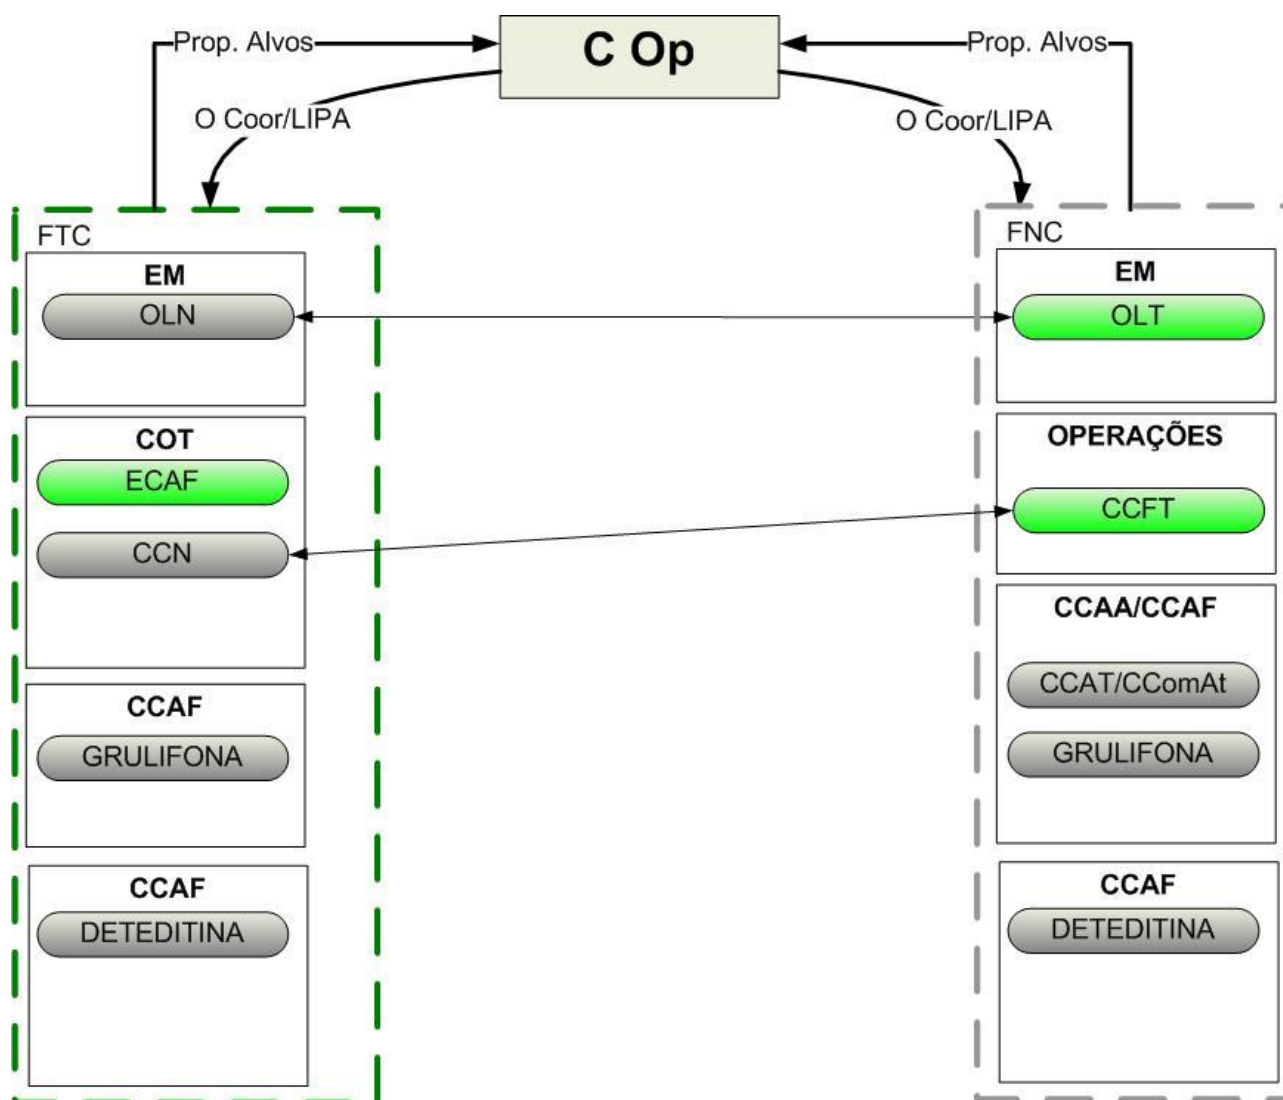 C Op
Prop. Alvos
Prop. Alvos
O Coor/LIPA
O Coor/LIPA
FTC
EM
OLN
COT
ECAF
CCN
CCAF
GRULIFONA
CCAF
DETEDITINA
FNC
EM
OLT
OPERAÇÕES
CCFT
CCAA/CCAF
CCAT/CComAt
GRULIFONA
CCAF
DETEDITINA